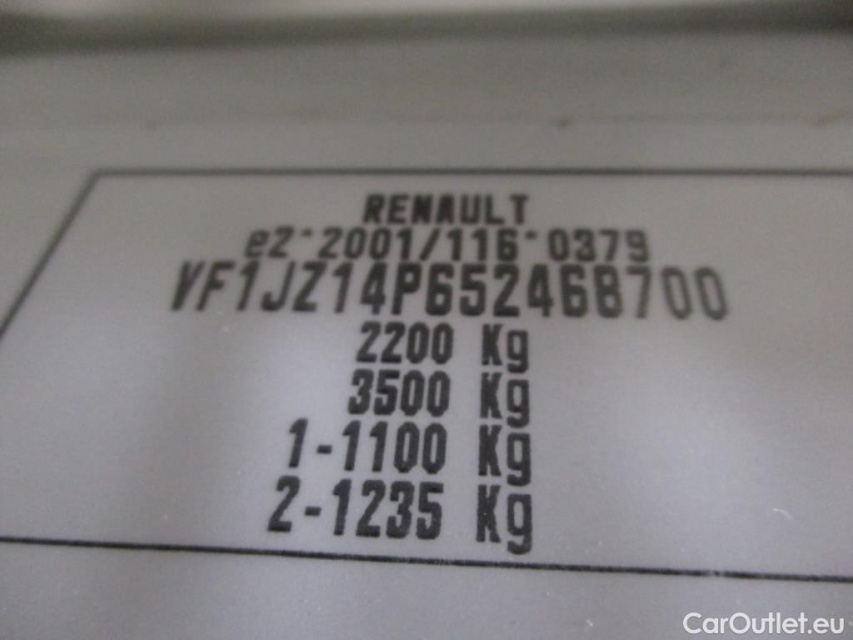 RENAULT
e2*2001/116*0379
VF1JZ14P652468700
2200 Kg
3500 Kg
1-1100 Kg
2-1235 Kg
CarOutlet.eu